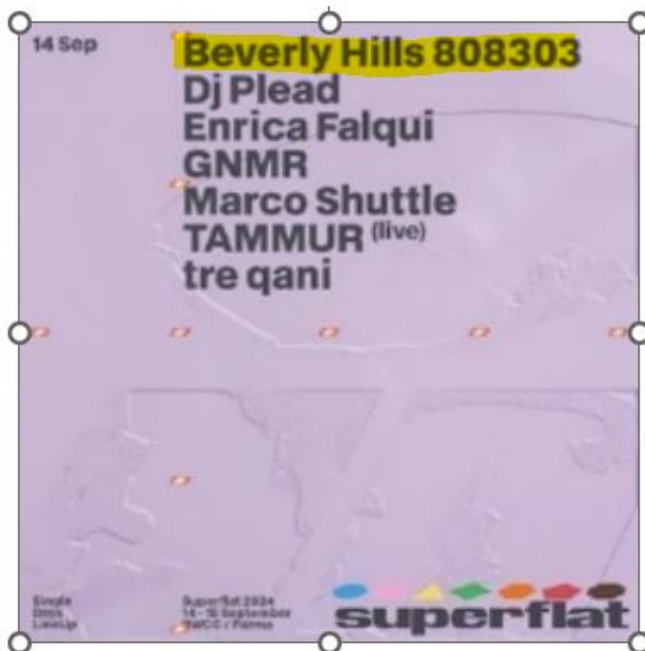 14 Sep
Beverly Hills 808303
Dj Plead
Enrica Falqui
GNMR
Marco Shuttle
TAMMUR (live)
tre qani
Single
Days
LineUp
Superflat 2024
14 - 15 September
superflat